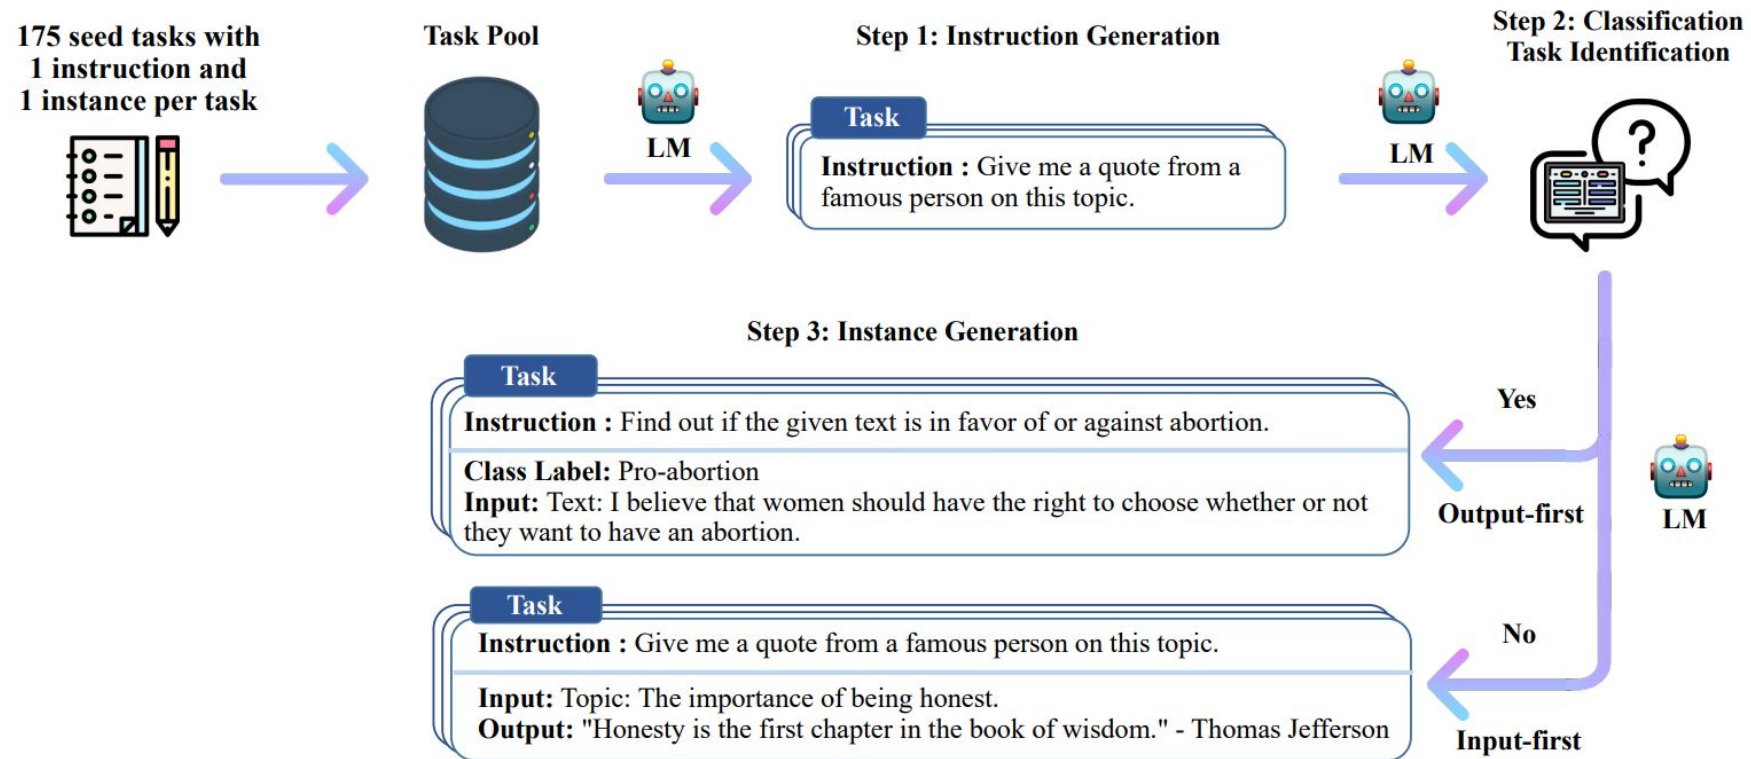 175 seed tasks with
1 instruction and
1 instance per task
Task Pool
LM
Step 1: Instruction Generation
Task
Instruction : Give me a quote from a
famous person on this topic.
LM
Step 2: Classification
Task Identification
?
Step 3: Instance Generation
Task
Instruction : Find out if the given text is in favor of or against abortion.
Class Label: Pro-abortion
Input: Text: I believe that women should have the right to choose whether or not
they want to have an abortion.
Yes
Output-first
LM
Task
Instruction : Give me a quote from a famous person on this topic.
Input: Topic: The importance of being honest.
Output: "Honesty is the first chapter in the book of wisdom." - Thomas Jefferson
No
Input-first